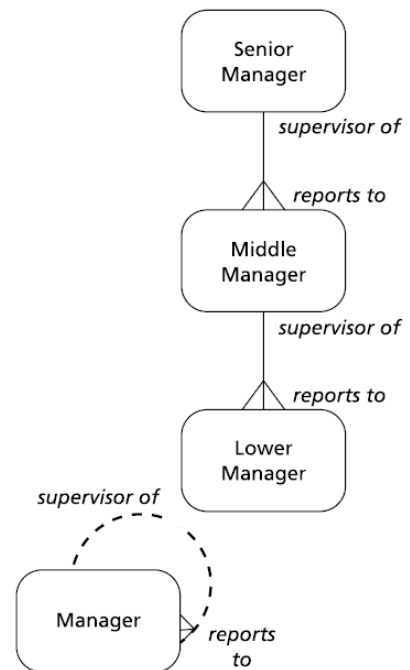 Senior
Manager
supervisor of
reports to
Middle
Manager
supervisor of
reports to
Lower
Manager
supervisor of
Manager
reports
to